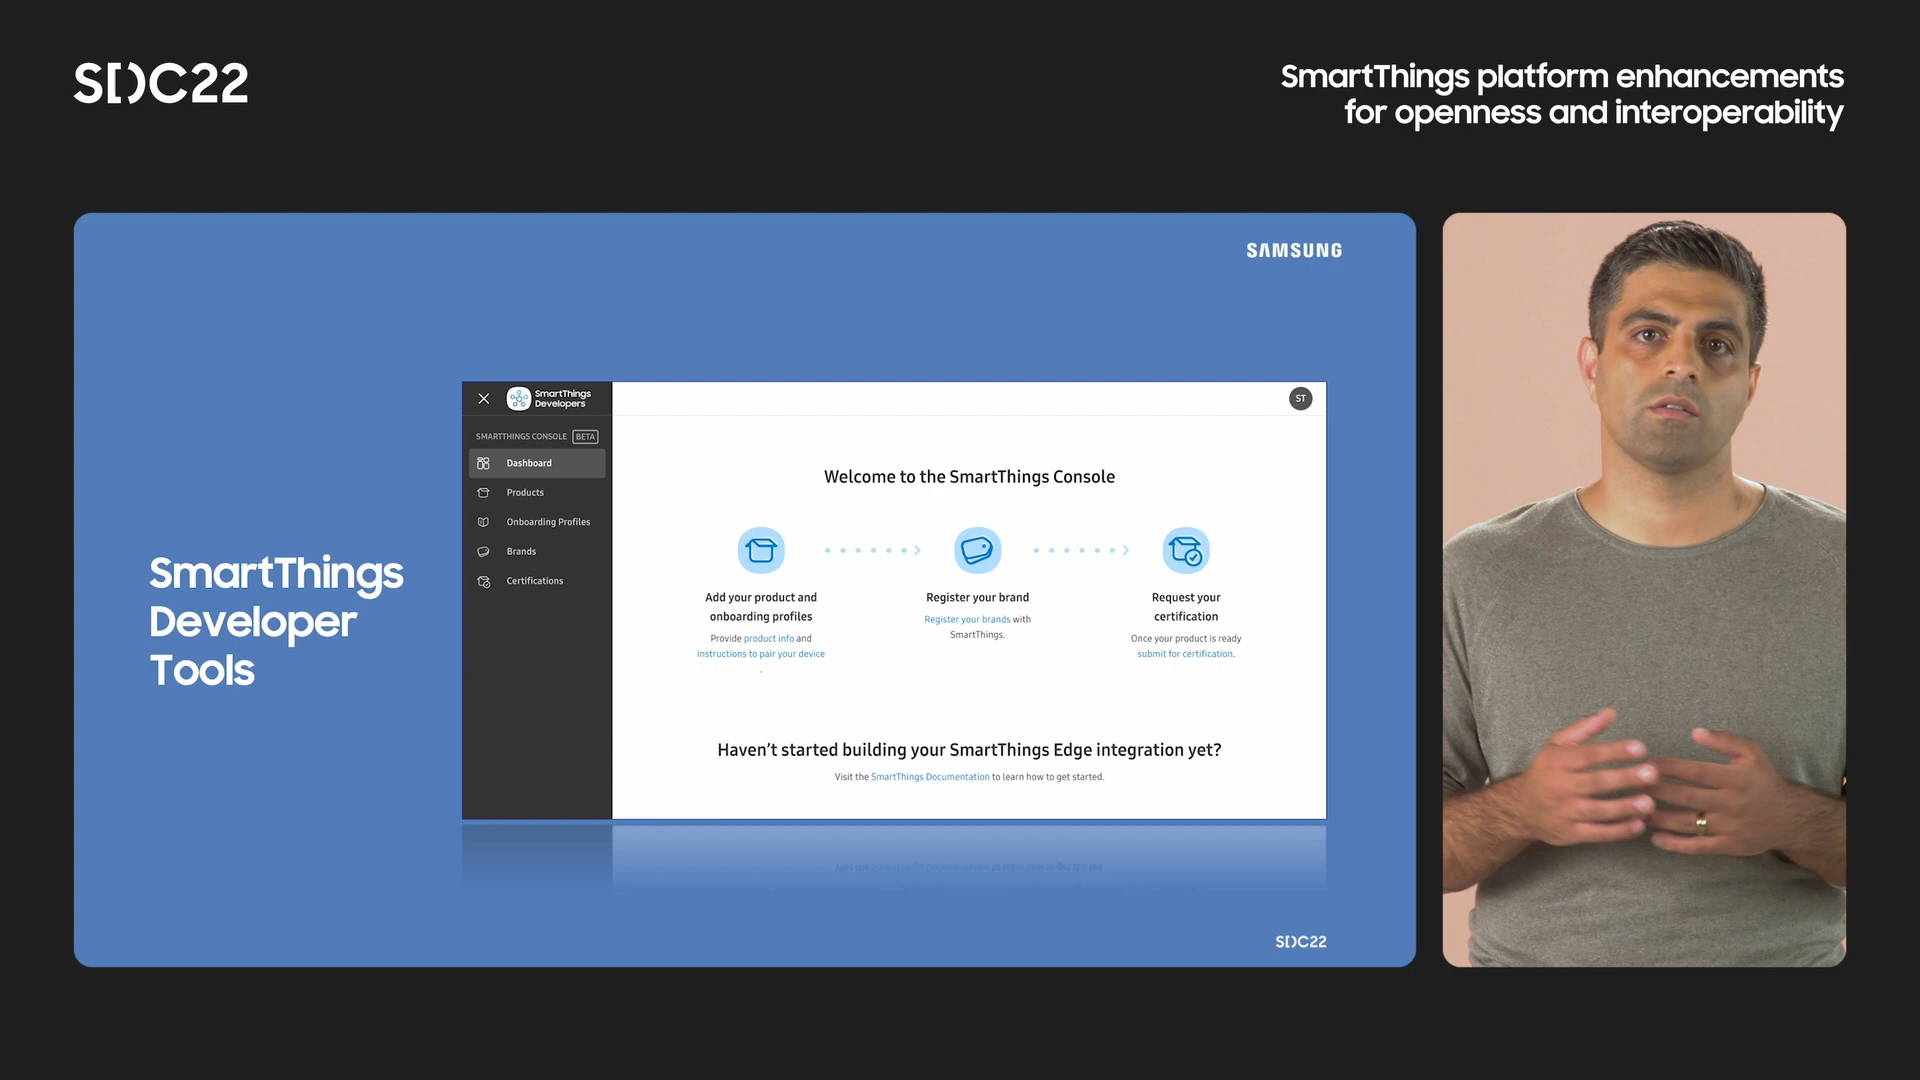 SDC22
SmartThings platform enhancements
for openness and interoperability
SAMSUNG
SmartThings
Developer
Tools
SmartThings
Developers
ST
SMARTTHINGS CONSOLE BETA
Dashboard
Products
Onboarding Profiles
Brands
Certifications
Welcome to the SmartThings Console
Add your product and
onboarding profiles
Provide product info and
instructions to pair your device
.
Register your brand
Register your brands with
SmartThings.
Request your
certification
Once your product is ready
submit for certification.
Haven't started building your SmartThings Edge integration yet?
Visit the SmartThings Documentation to learn how to get started.
SDC22